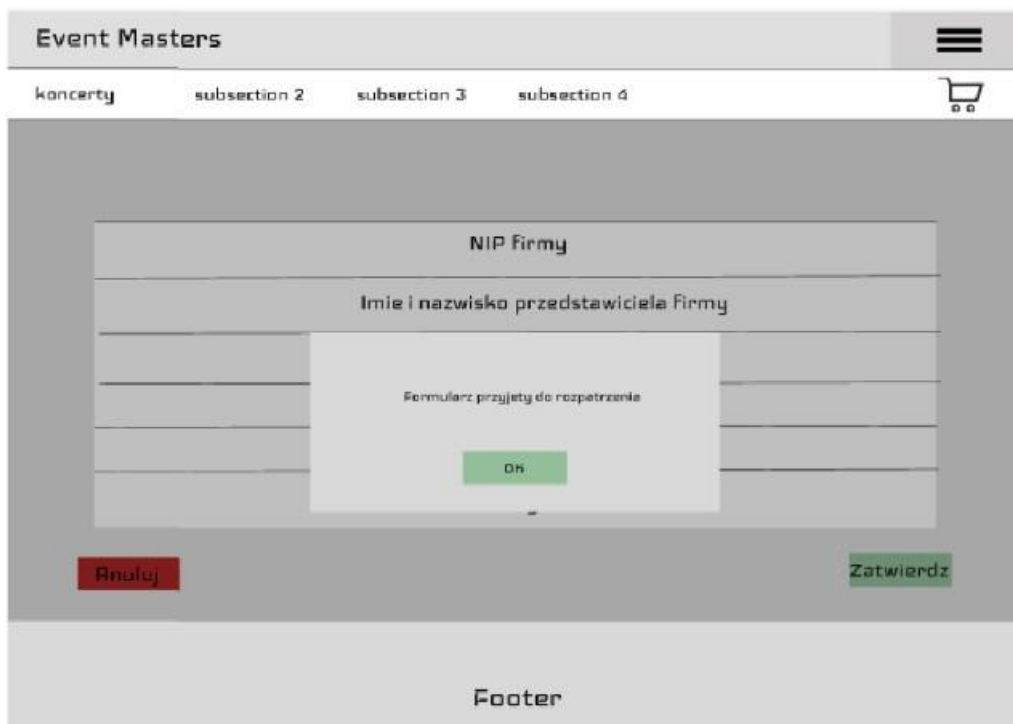 Event Masters
koncerty subsection 2 subsection 3 subsection 4
NIP firmy
Imie i nazwisko przedstawiciela firmy
Formularz przyjety do rozpatrzenia
OK
Anuluj
Zatwierdz
Footer